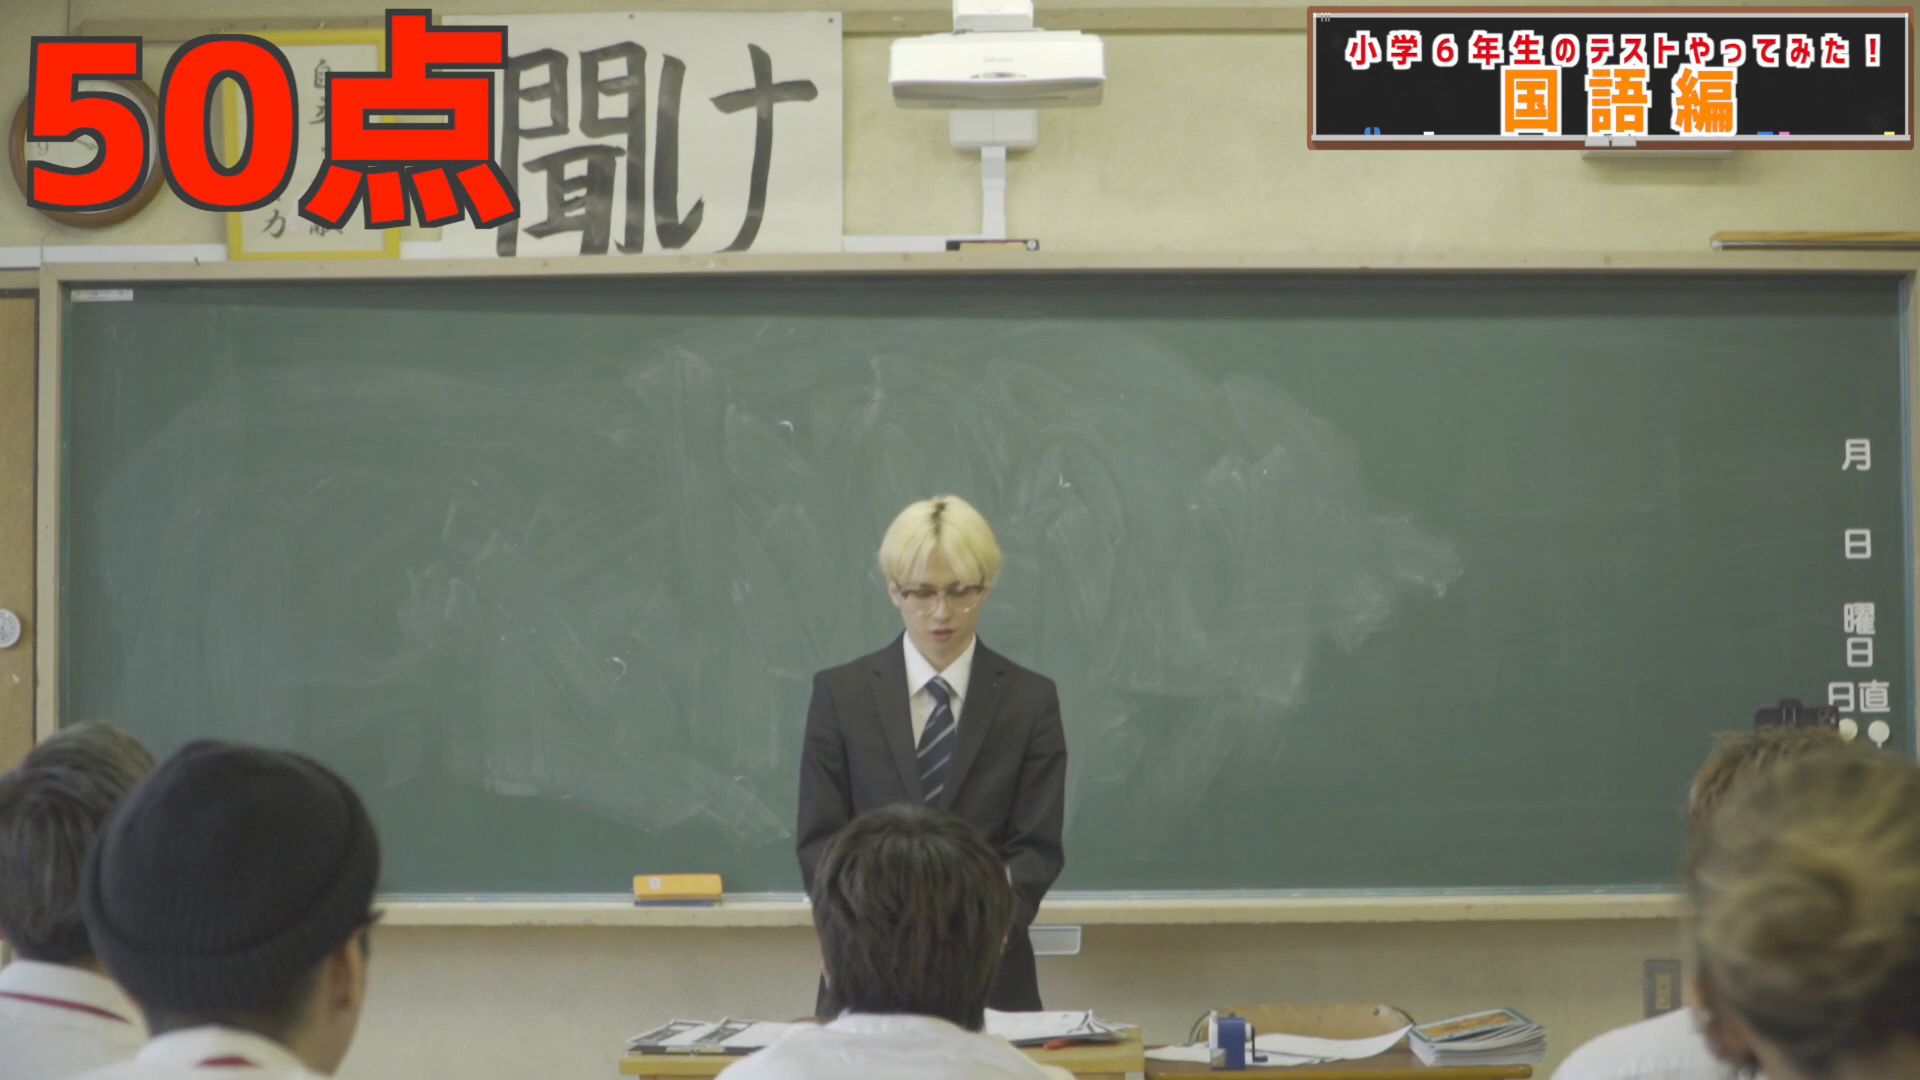 50点
聞け
小学6年生のテストやってみた!
国語編
月
日
曜
日
日直